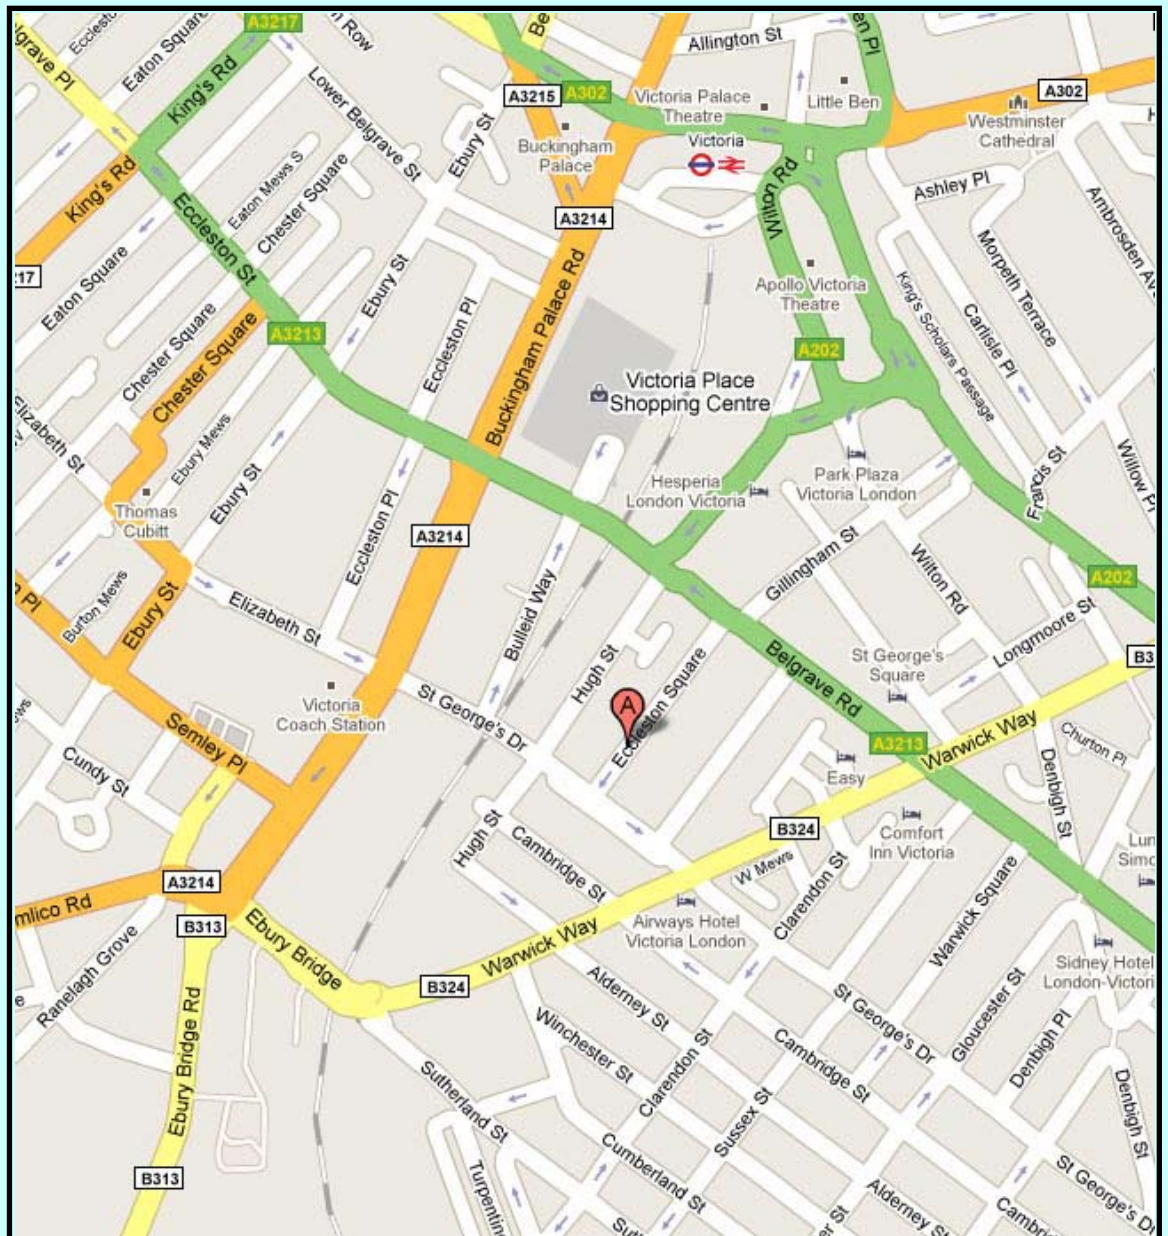 A3217
Eaton Square
King's Rd
Lower Belgrave St
Ebury St
Allington St
A3215
A302
Victoria Palace
Theatre
Little Ben
A302
Westminster
Cathedral
Victoria
Buckingham
Palace
King's Rd
Eaton Mews S
Chester Square
Eccleston St
Wilton Rd
Ashley Pl
A3214
Eaton Square
Ebury St
Buckingham Palace Rd
Apollo Victoria
Theatre
Morpeth Terrace
King's Scholars Passage
Carlisle Pl
Chester Square
Chester Square
A3213
Eccleston Pl
A202
Victoria Place
Shopping Centre
Elizabeth St
Ebury Mews
Ebury St
Thomas
Cubitt
Eccleston Pl
A3214
Hesperia
London Victoria
Park Plaza
Victoria London
Francis St
Gillingham St
Wilton Rd
A202
Burton Mews
Ebury St
Elizabeth St
Bulleid Way
Hugh St
Longmoore St
St George's
Square
Belgrave Rd
Victoria
Coach Station
St George's Dr
A
Eccleston Square
Semley Pl
Cundy St
A3213
Warwick Way
Churton Pl
Denbigh St
Easy
B324
Comfort
Inn Victoria
Hugh St
Cambridge St
W Mews
Clarendon St
Warwick Square
A3214
B313
Ebury Bridge
Ranelagh Grove
Airways Hotel
Victoria London
Warwick Way
B324
Sidney Hotel
Alderney St
St George's Dr
Gloucester St
Denbigh Pl
Ebury Bridge Rd
Winchester St
Clarendon St
Cambridge St
Sutherland St
Sussex St
Denbigh St
Cumberland St
B313
Alderney St
St George's Dr